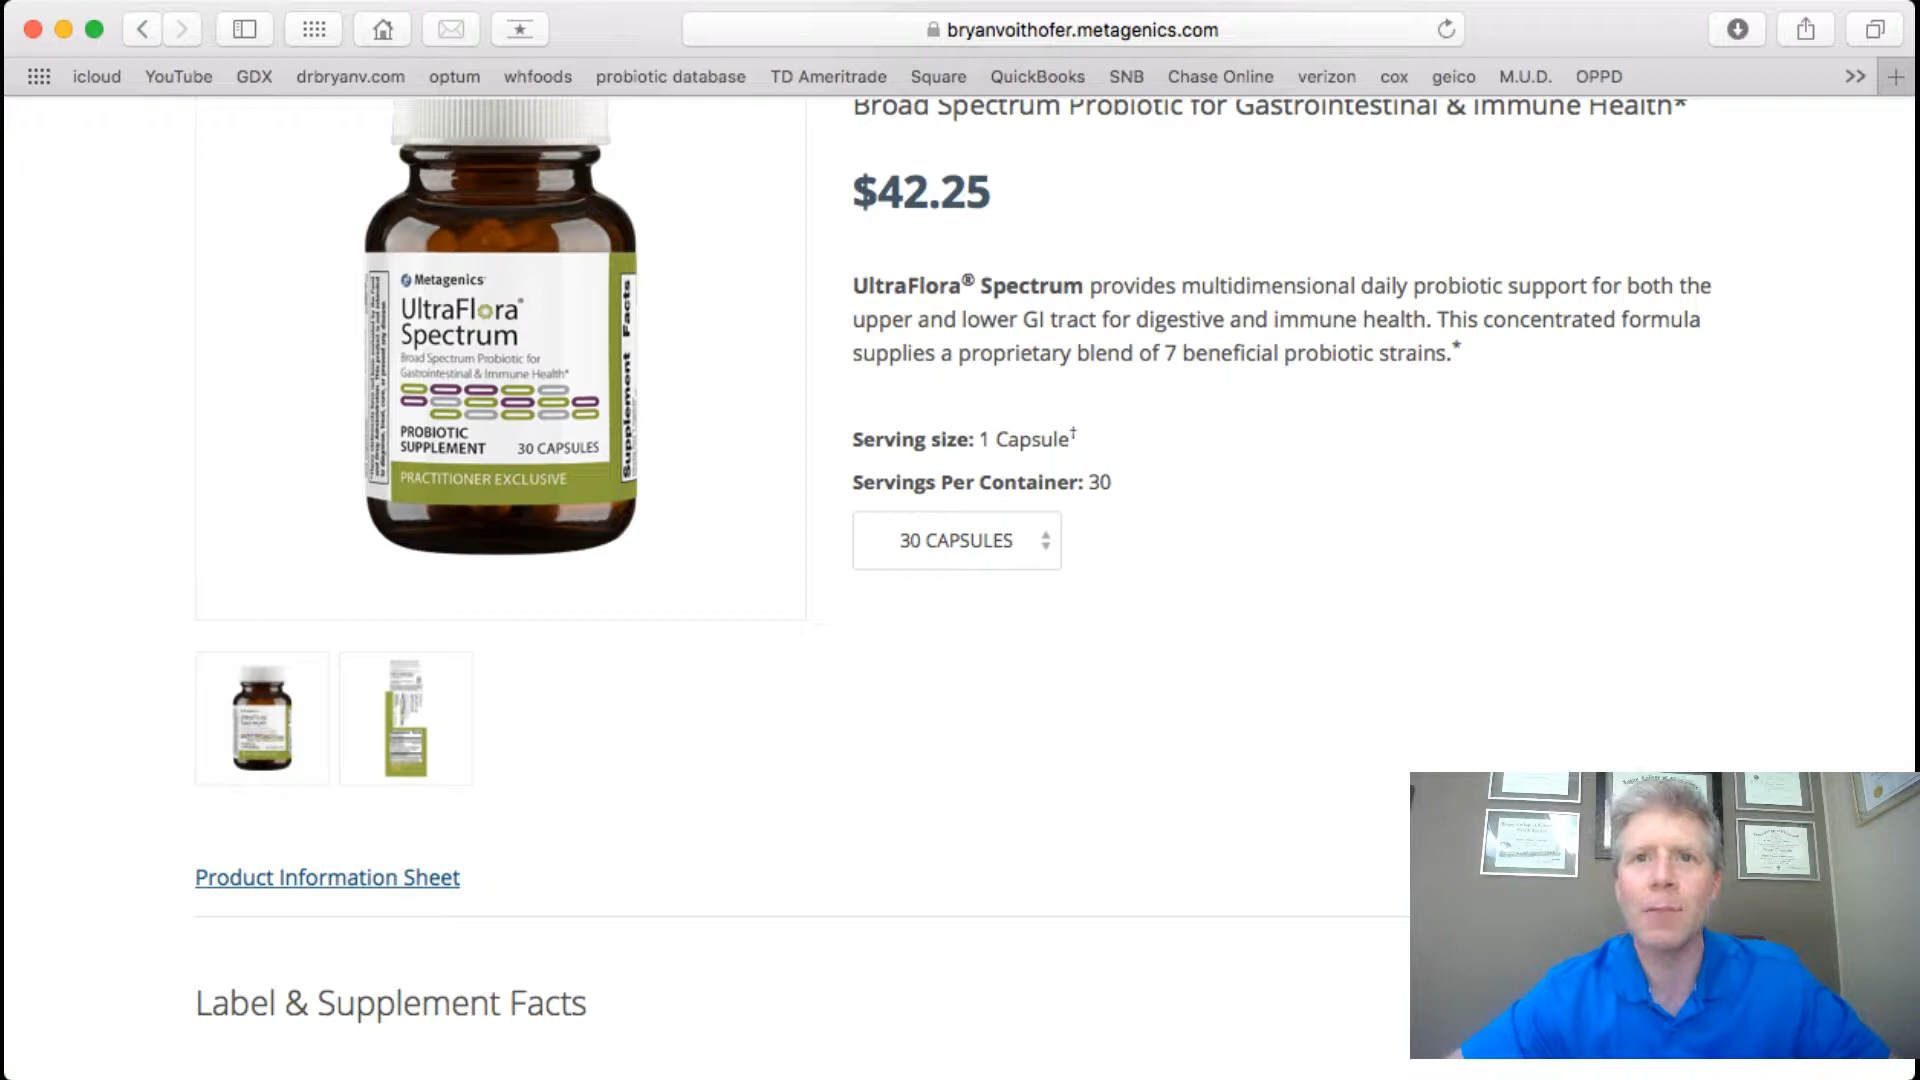 bryanvoithofer.metagenics.com
icloud YouTube GDX drbryanv.com optum whfoods probiotic database TD Ameritrade Square QuickBooks SNB Chase Online verizon cox geico M.U.D. OPPD
Broad Spectrum Probiotic for Gastrointestinal & Immune Health*
$42.25
UltraFlora® Spectrum provides multidimensional daily probiotic support for both the
upper and lower GI tract for digestive and immune health. This concentrated formula
supplies a proprietary blend of 7 beneficial probiotic strains.*
Serving size: 1 Capsule†
Servings Per Container: 30
30 CAPSULES
Metagenics
UltraFlora®
Spectrum
Broad Spectrum Probiotic for
Gastrointestinal & Immune Health*
PROBIOTIC
SUPPLEMENT 30 CAPSULES
PRACTITIONER EXCLUSIVE
Supplement Facts
Product Information Sheet
Label & Supplement Facts